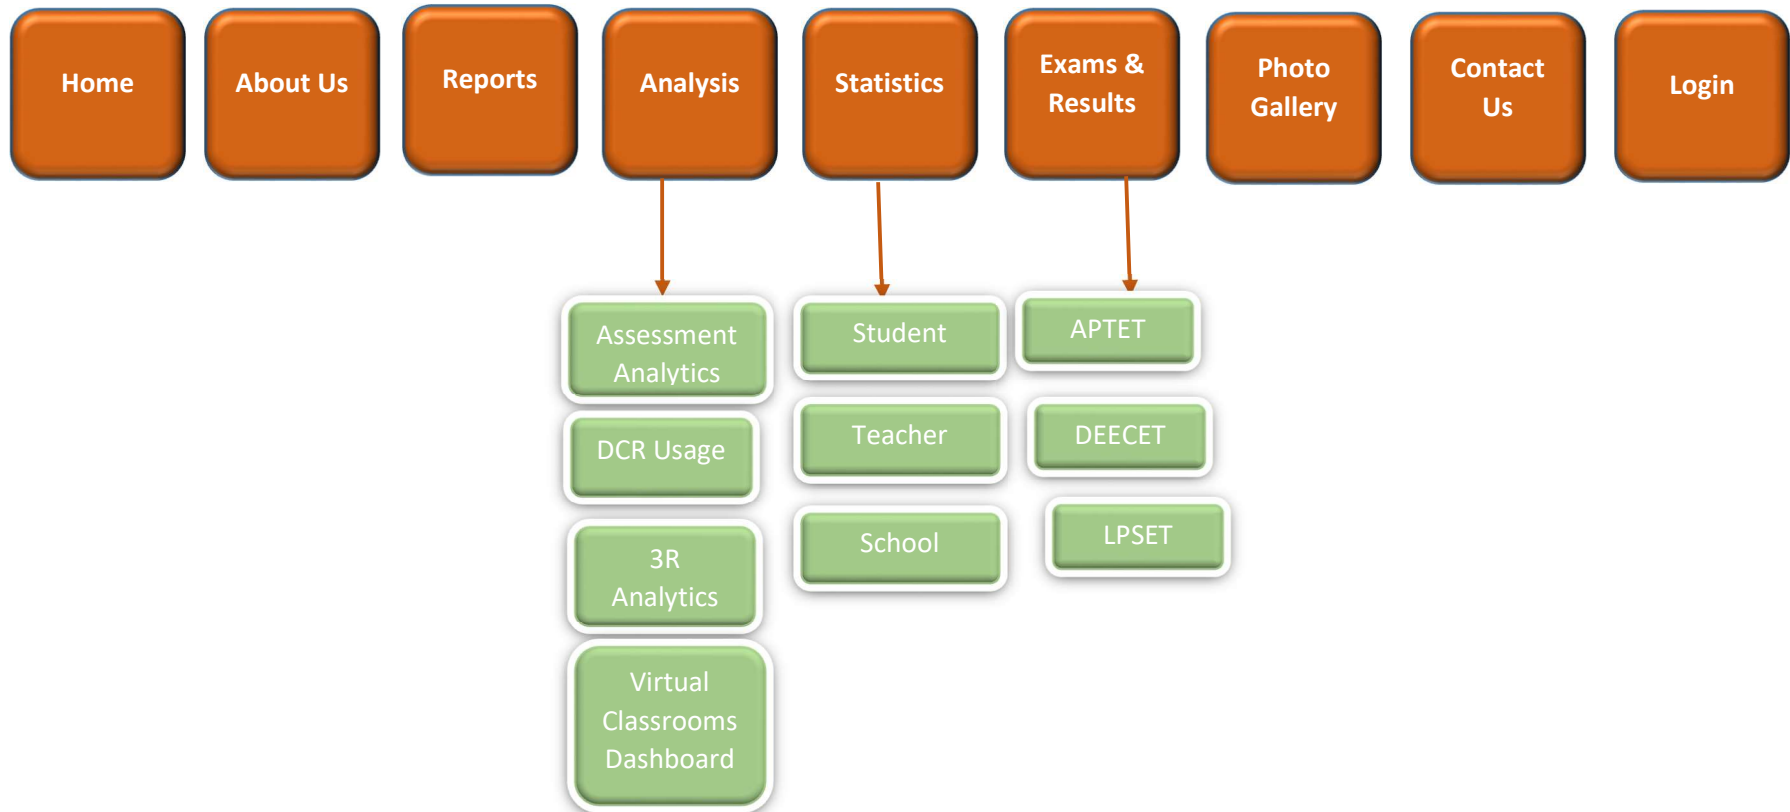 Home
About Us
Reports
Analysis
Statistics
Exams &
Results
Photo
Gallery
Contact
Us
Login
Assessment
Analytics
DCR Usage
3R
Analytics
Virtual
Classrooms
Dashboard
Student
Teacher
School
APTET
DEECET
LPSET